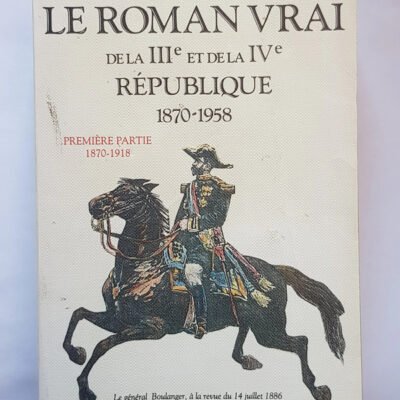 LE ROMAN VRAI
DE LA IIIe ET DE LA IVe
RÉPUBLIQUE
1870-1958
PREMIÈRE PARTIE
1870-1918
Le général Boulanger, à la revue du 14 juillet 1886